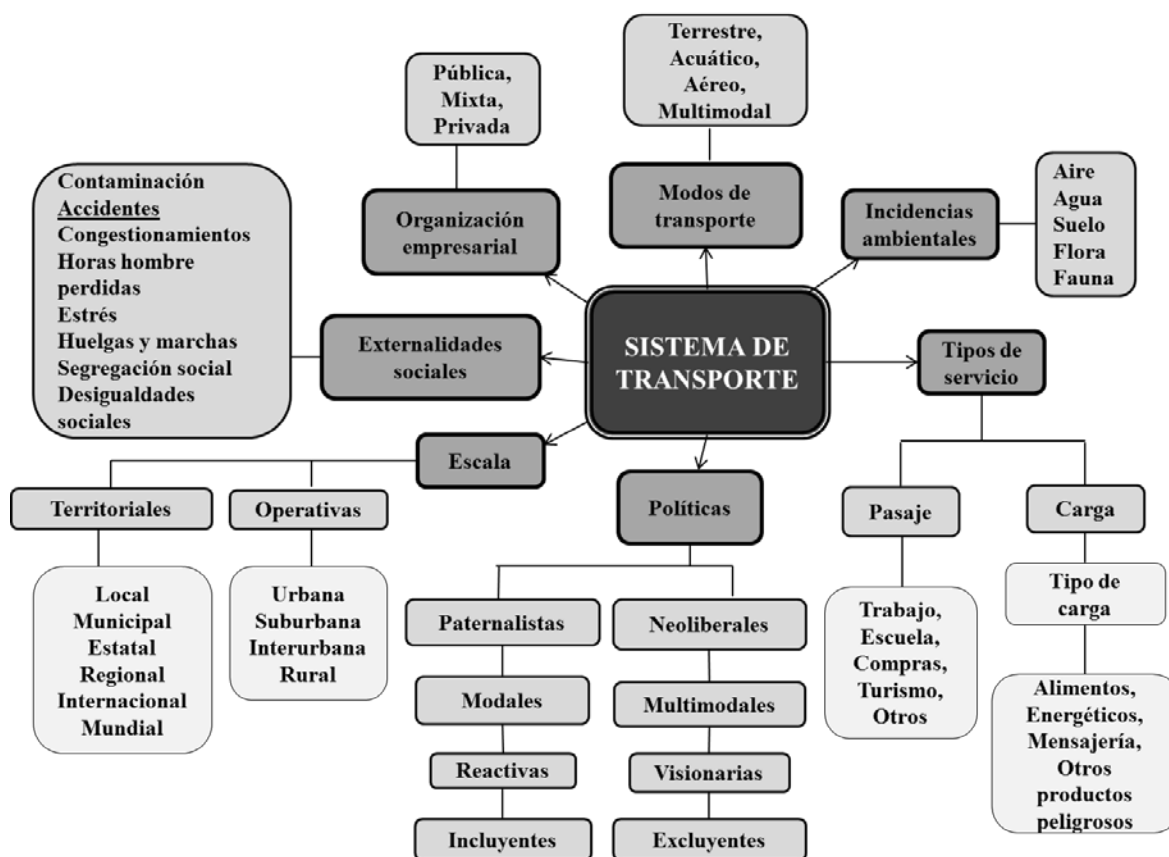 Terrestre,
Acuático,
Aéreo,
Multimodal
Pública,
Mixta,
Privada
Contaminación
Accidentes
Congestionamientos
Horas hombre
perdidas
Estrés
Huelgas y marchas
Segregación social
Desigualdades
sociales
Organización
empresarial
Modos de
transporte
Incidencias
ambientales
Aire
Agua
Suelo
Flora
Fauna
Externalidades
sociales
SISTEMA DE
TRANSPORTE
Tipos de
servicio
Escala
Políticas
Territoriales
Operativas
Local
Municipal
Estatal
Regional
Internacional
Mundial
Urbana
Suburbana
Interurbana
Rural
Paternalistas
Modales
Reactivas
Incluyentes
Neoliberales
Multimodales
Visionarias
Excluyentes
Pasaje
Trabajo,
Escuela,
Compras,
Turismo,
Otros
Carga
Tipo de
carga
Alimentos,
Energéticos,
Mensajería,
Otros
productos
peligrosos